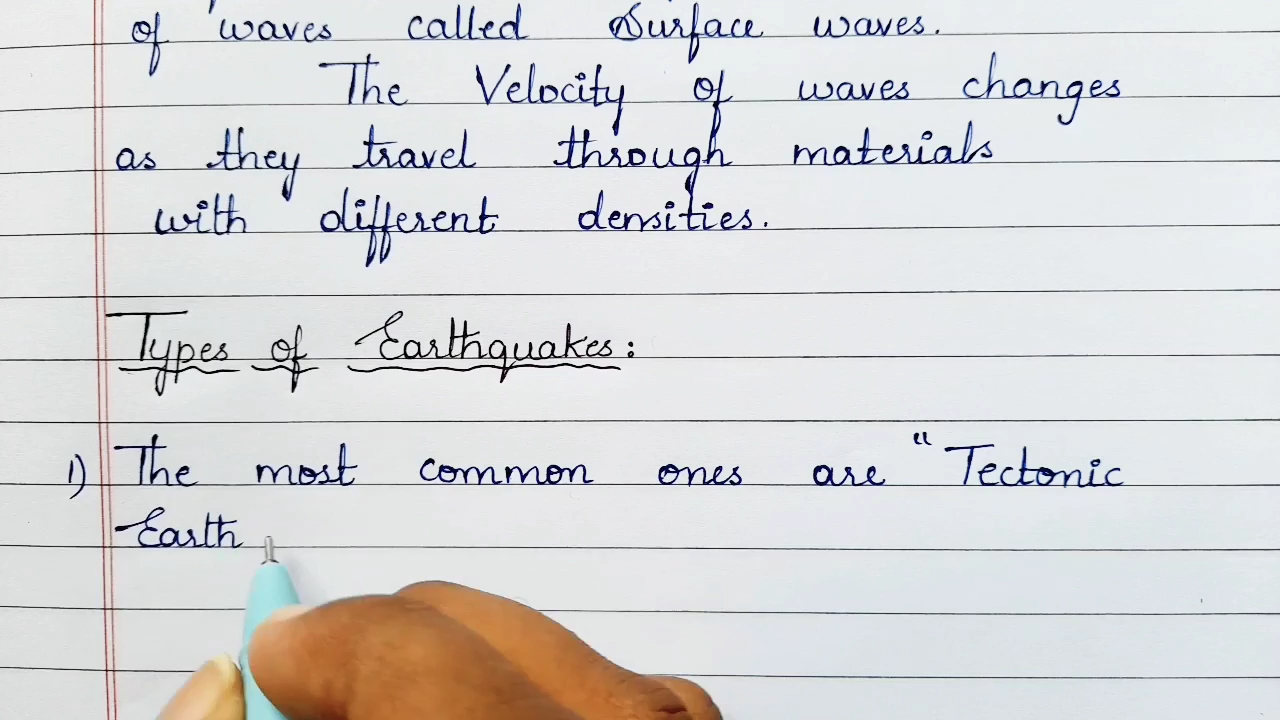 of waves called Surface waves.
The Velocity of waves changes
as they travel through materials
with different densities.
Types of Earthquakes:
1) The most common ones are "Tectonic
Earth